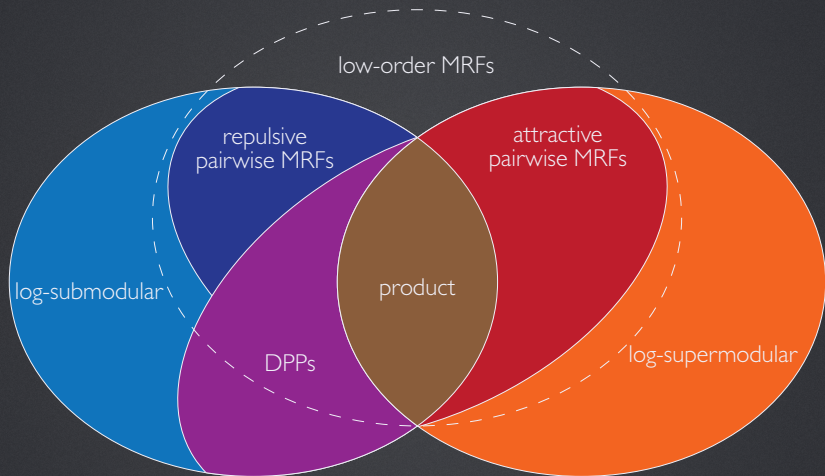 low-order MRFs
repulsive
pairwise MRFs
attractive
pairwise MRFs
log-submodular
product
DPPs
log-supermodular